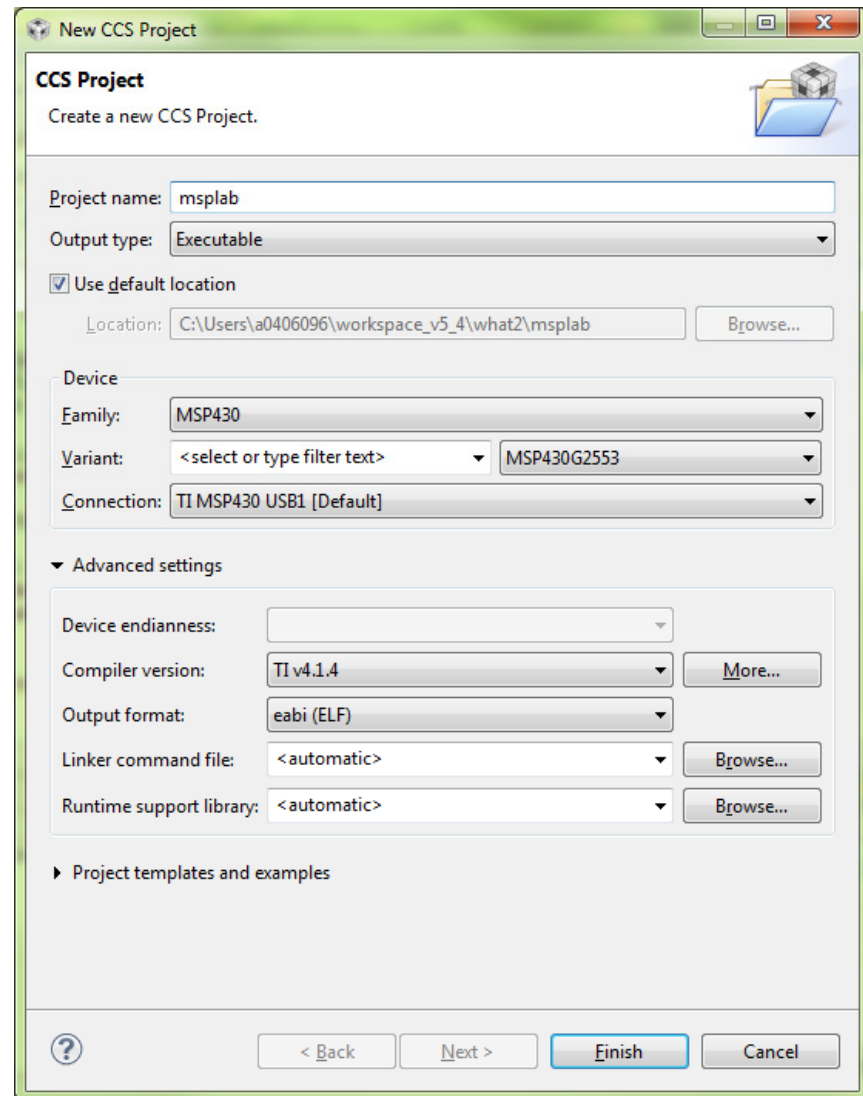 New CCS Project
CCS Project
Create a new CCS Project.
Project name: msplab
Output type: Executable
Use default location
Location: C:\Users\a0406096\workspace_v5_4\what2\msplab Browse...
Device
Family: MSP430
Variant: <select or type filter text> MSP430G2553
Connection: TI MSP430 USB1 [Default]
Advanced settings
Device endianness:
Compiler version: TI v4.1.4 More...
Output format: eabi (ELF)
Linker command file: <automatic> Browse...
Runtime support library: <automatic> Browse...
Project templates and examples
? < Back Next > Finish Cancel